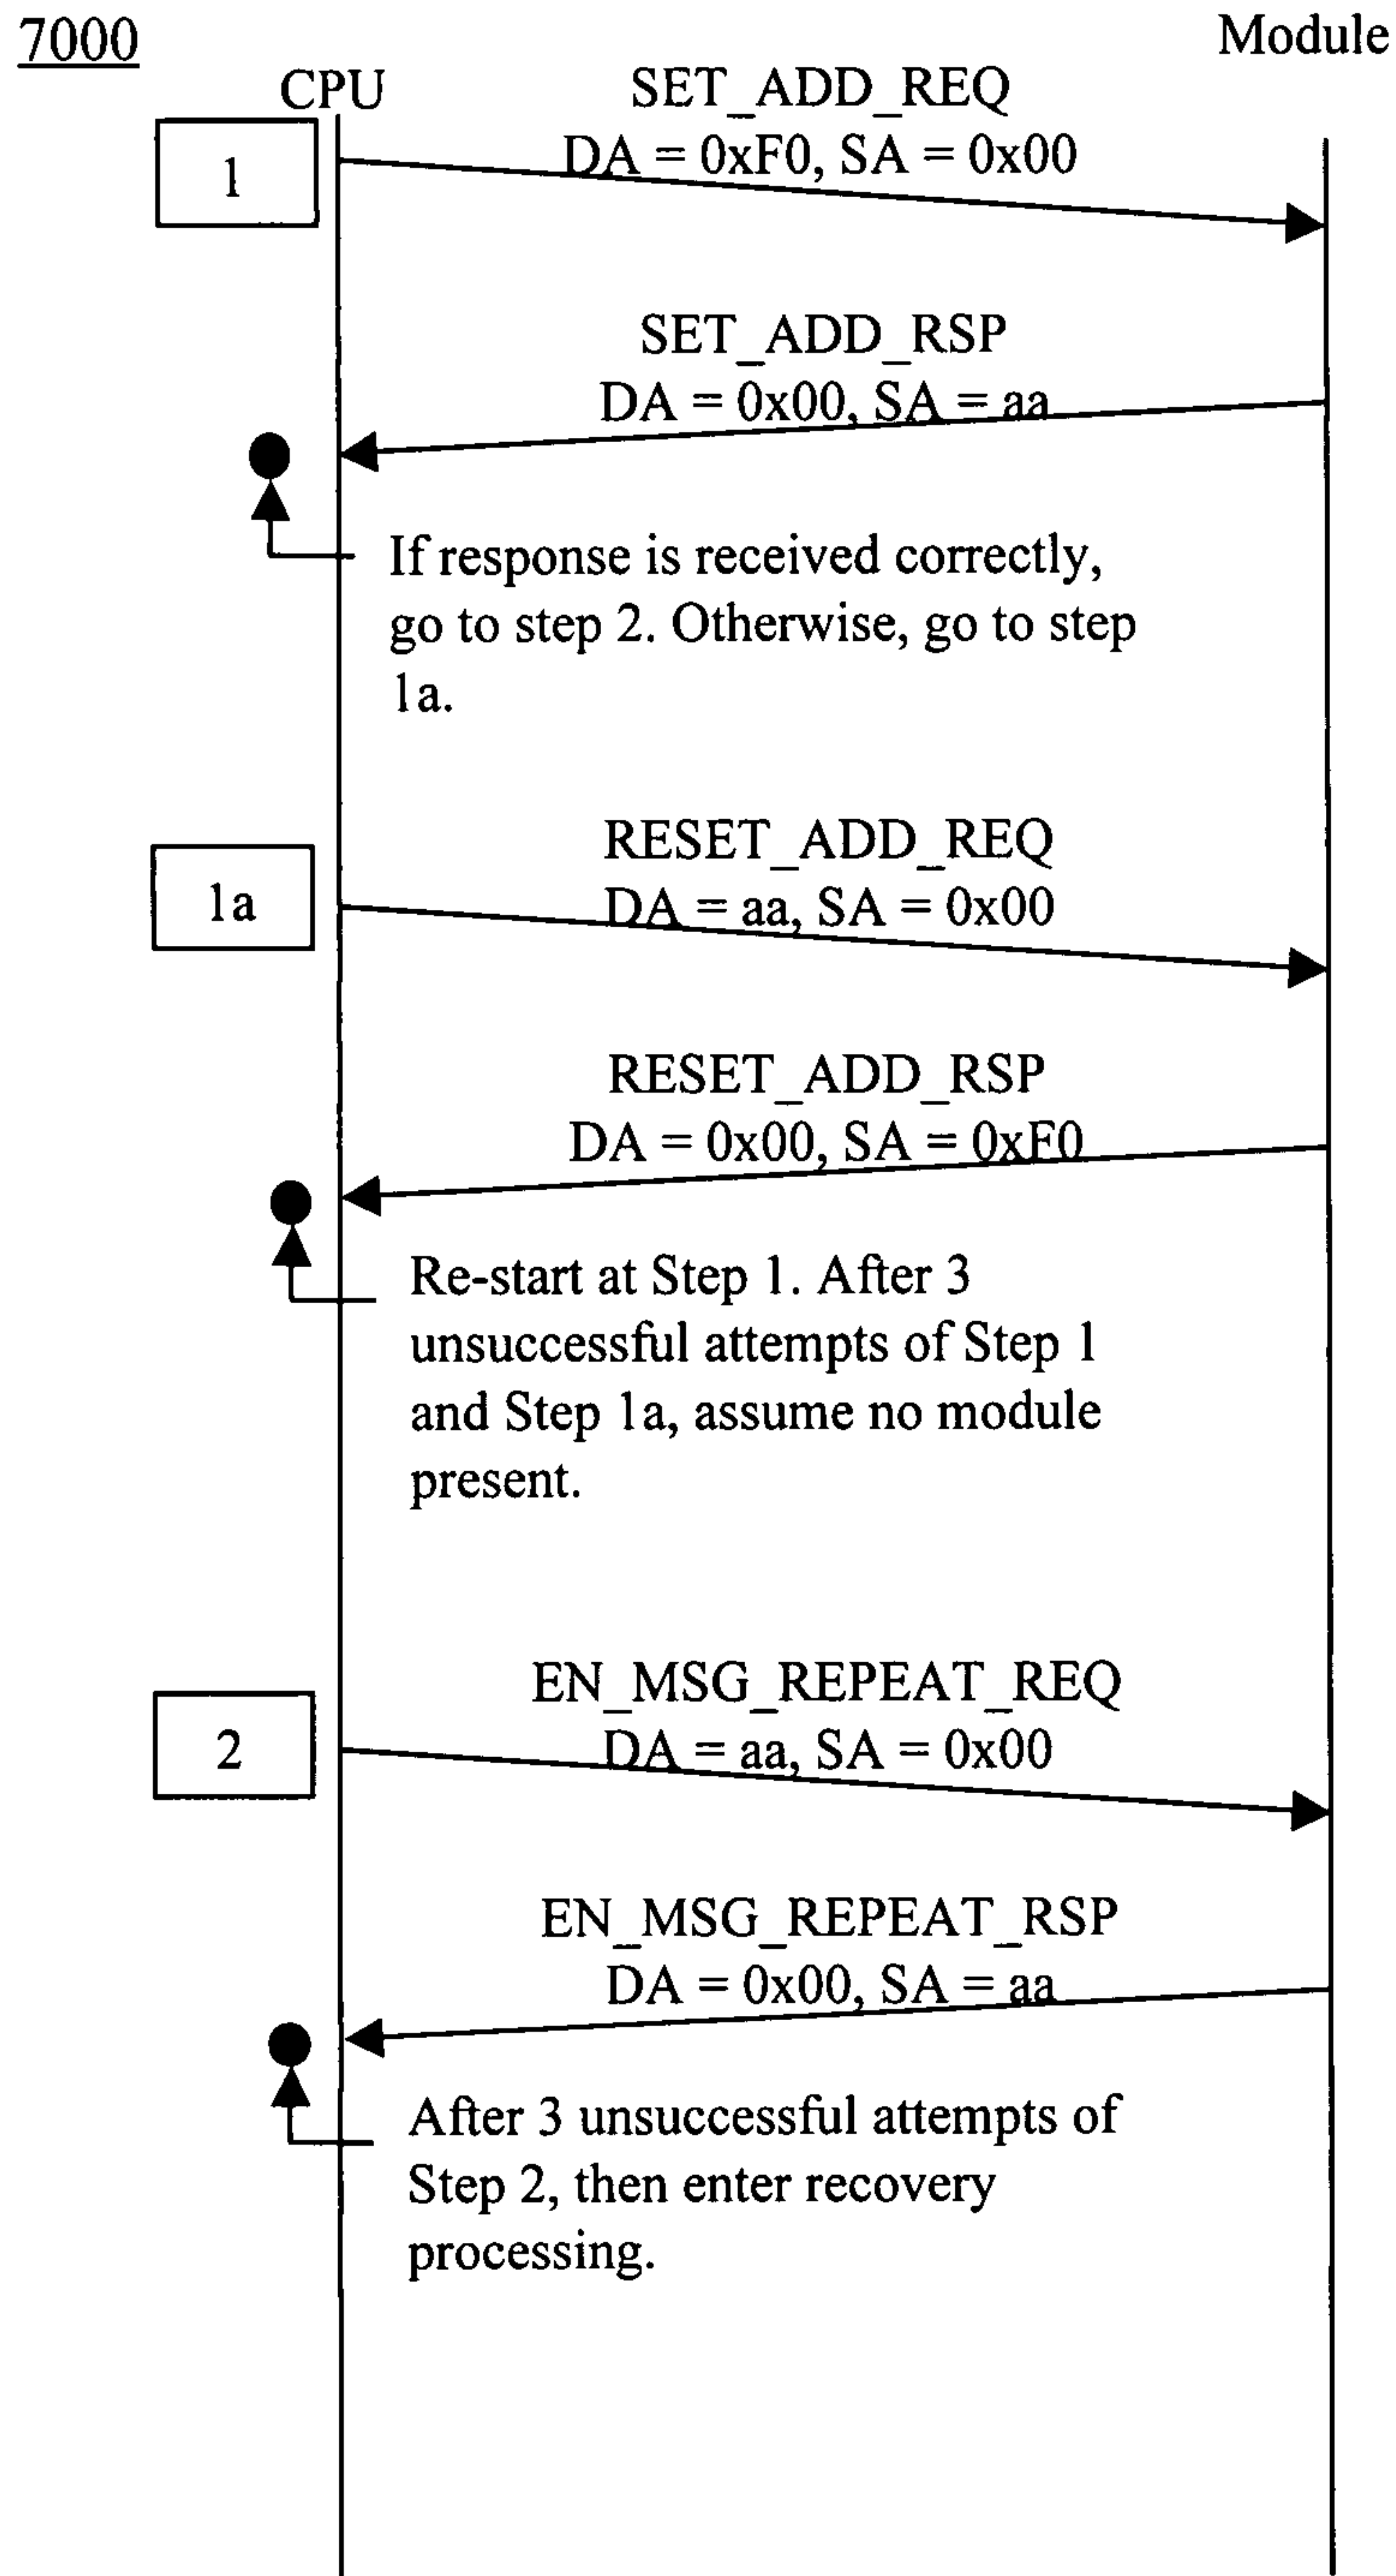 7000
Module
CPU
SET_ADD_REQ
DA = 0xF0, SA = 0x00
1
SET_ADD_RSP
DA = 0x00, SA = aa
If response is received correctly,
go to step 2. Otherwise, go to step
1a.
RESET_ADD_REQ
1a
DA = aa, SA = 0x00
RESET_ADD_RSP
DA = 0x00, SA = 0xF0
Re-start at Step 1. After 3
unsuccessful attempts of Step 1
and Step 1a, assume no module
present.
EN_MSG_REPEAT_REQ
2
DA = aa, SA = 0x00
EN_MSG_REPEAT_RSP
DA = 0x00, SA = aa
After 3 unsuccessful attempts of
Step 2, then enter recovery
processing.